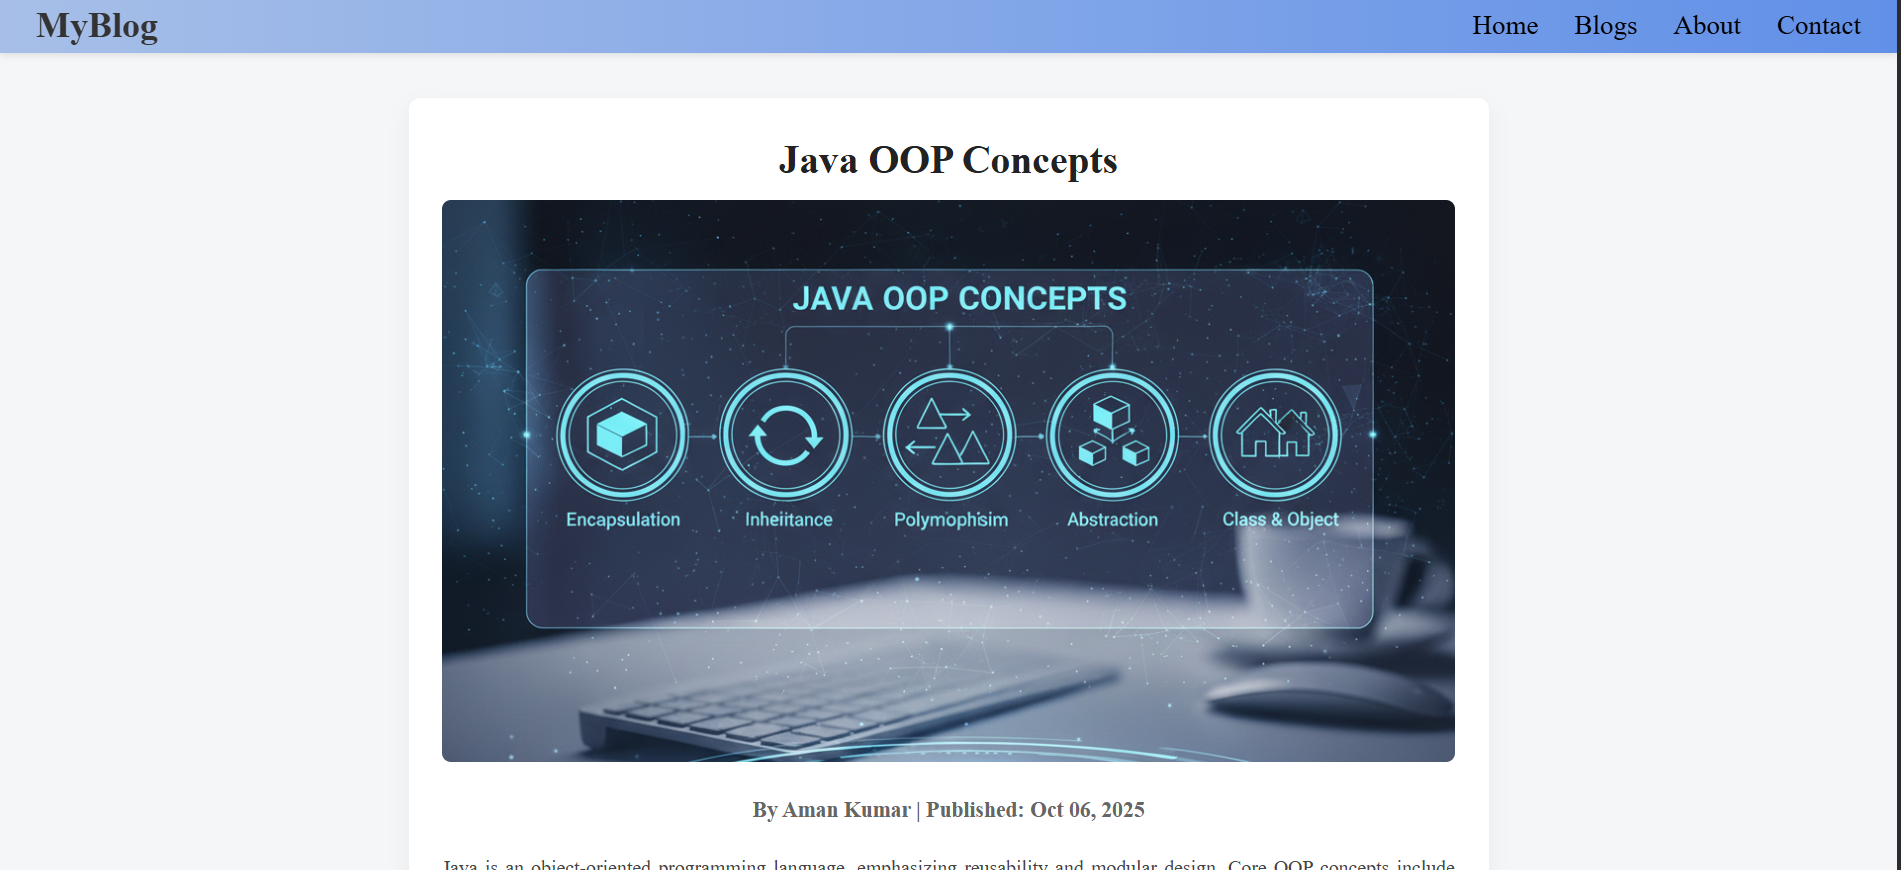 MyBlog
Home Blogs About Contact
Java OOP Concepts
JAVA OOP CONCEPTS
Encapsulation Inheiitance Polymophisim Abstraction Class & Object
By Aman Kumar | Published: Oct 06, 2025
Java is an object-oriented programming language, emphasizing reusability and modular design. Core OOP concepts include